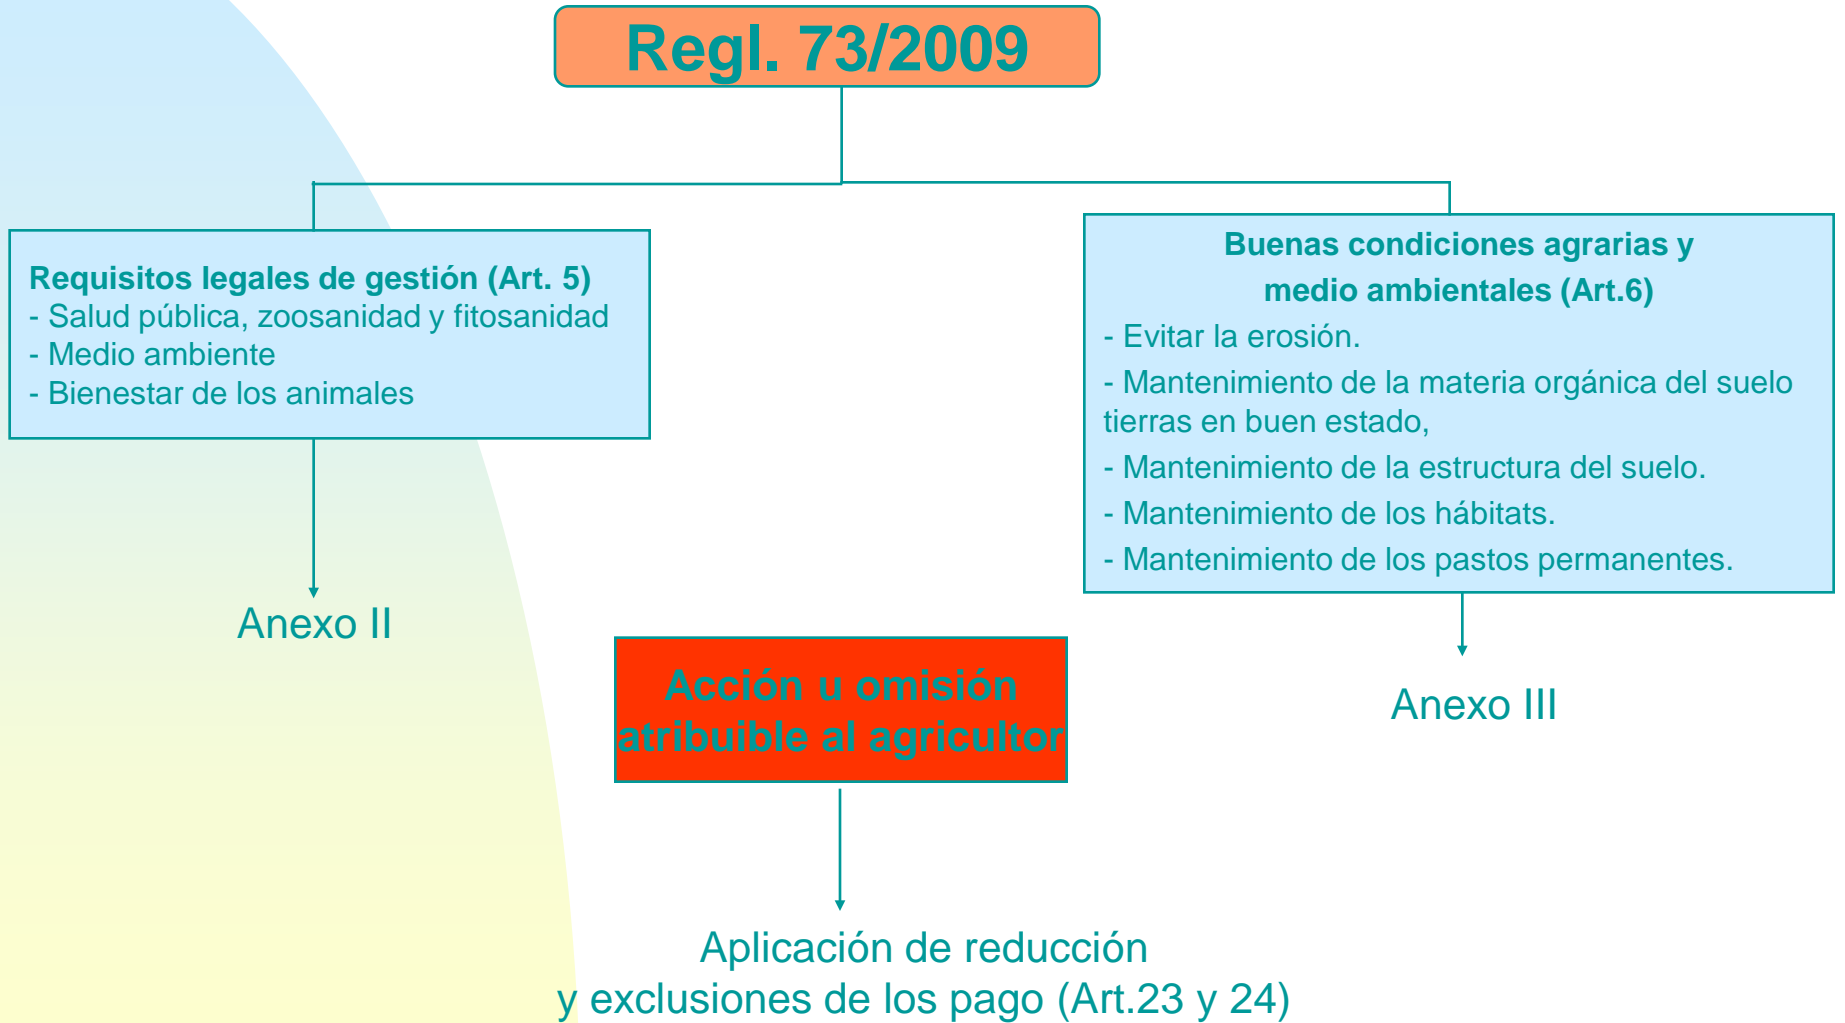 Regl. 73/2009
Requisitos legales de gestión (Art. 5)
- Salud pública, zoosanidad y fitosanidad
- Medio ambiente
- Bienestar de los animales
Anexo II
Buenas condiciones agrarias y
medio ambientales (Art.6)
- Evitar la erosión.
- Mantenimiento de la materia orgánica del suelo
tierras en buen estado,
- Mantenimiento de la estructura del suelo.
- Mantenimiento de los hábitats.
- Mantenimiento de los pastos permanentes.
Anexo III
Acción u omisión
atribuible al agricultor
Aplicación de reducción
y exclusiones de los pago (Art.23 y 24)